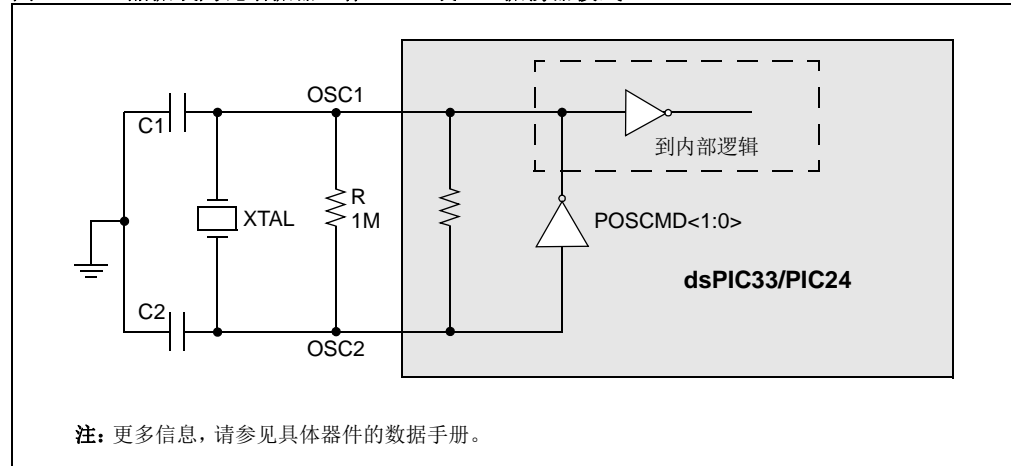 OSC1
C1
到内部逻辑
R
1M
XTAL
POSCMD<1:0>
dsPIC33/PIC24
C2
OSC2
注: 更多信息，请参见具体器件的数据手册。